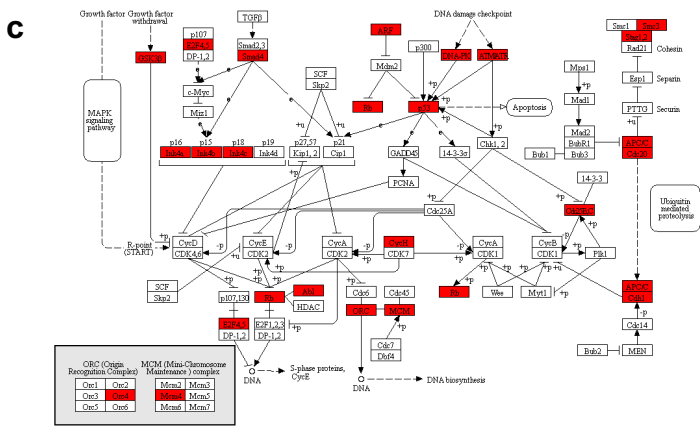 c
Growth factor
Growth factor
withdrawal
TGFβ
DNA damage checkpoint
GSK3β
p107
E2F4,5
DP-1,2
Smad2,3
Smad4
ARF
p300
DNA-PK
ATM/ATR
Smc1
Smc3
Stag1,2
Rad21
Cohesin
Mdm2
Mps1
Esp1
Separin
SCF
Skp2
c-Myc
Miz1
Rb
p53
Apoptosis
Mad1
PTTG
Securin
MAPK
signaling
pathway
Mad2
BubR1
Bub3
Bub1
APC/C
Cdc20
p16
p15
p18
p19
p27,57
p21
Ink4a
Ink4b
Ink4c
Ink4d
Kip1, 2
Cip1
GADD45
14-3-3σ
Chk1, 2
PCNA
14-3-3
Cdc25A
Cdc25B,C
Ubiquitin
mediated
proteolysis
R-point
(START)
CycD
CDK4,6
CycE
CDK2
CycA
CDK2
CycH
CDK7
CycA
CDK1
CycB
CDK1
Plk1
SCF
Skp2
p107,130
Rb
Abl
HDAC
Cdc6
Cdc45
ORC
MCM
Rb
Wee
Myt1
APC/C
Cdh1
E2F4,5
DP-1,2
E2F1,2,3
DP-1,2
Cdc7
Dbf4
Cdc14
Bub2
MEN
DNA
S-phase proteins,
CycE
DNA
DNA biosynthesis
ORC (Origin
Recognition Complex)
MCM (Mini-Chromosome
Maintenance ) complex
Orc1 Orc2
Orc3 Orc4
Orc5 Orc6
Mcm2 Mcm3
Mcm4 Mcm5
Mcm6 Mcm7